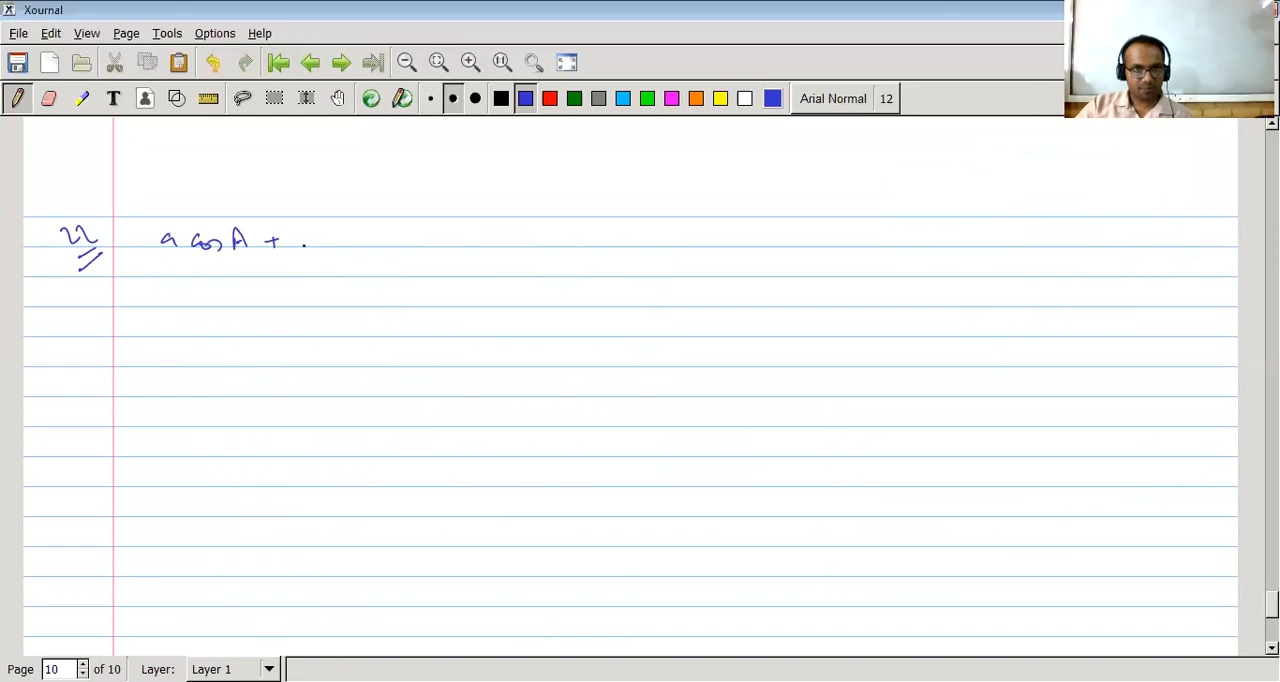 Xournal
File Edit View Page Tools Options Help
T Arial Normal 12
22 a cos A + .
Page 10 of 10 Layer: Layer 1